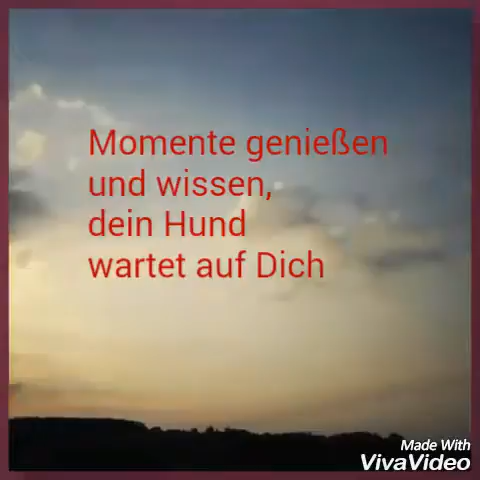 Momente genießen
und wissen,
dein Hund
wartet auf Dich
Made With
VivaVideo